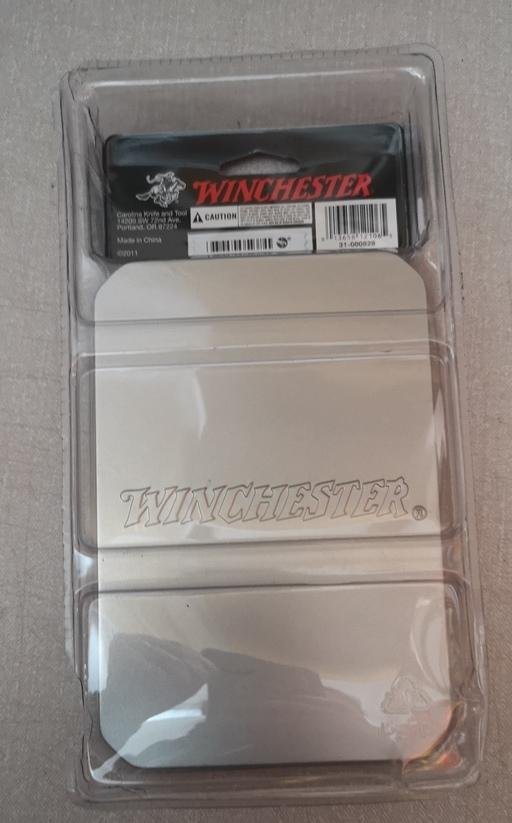 WINCHESTER
CAUTION
Carolina Knife and Tool
14200 SW 72nd Ave.
Portland, OR 97224
Made in China
©2011
31-000828
WINCHESTER®